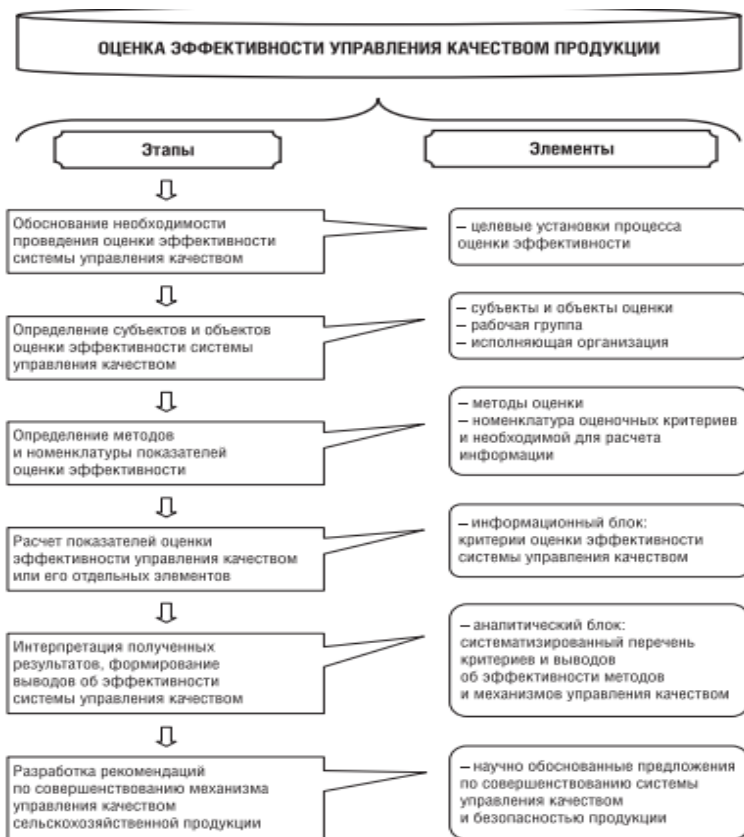 ОЦЕНКА ЭФФЕКТИВНОСТИ УПРАВЛЕНИЯ КАЧЕСТВОМ ПРОДУКЦИИ
Этапы
Элементы
Обоснование необходимости
проведения оценки эффективности
системы управления качеством
– целевые установки процесса
оценки эффективности
Определение субъектов и объектов
оценки эффективности системы
управления качеством
– субъекты и объекты оценки
– рабочая группа
– исполняющая организация
Определение методов
и номенклатуры показателей
оценки эффективности
– методы оценки
– номенклатура оценочных критериев
и необходимой для расчета
информации
Расчет показателей оценки
эффективности управления качеством
или его отдельных элементов
– информационный блок:
критерии оценки эффективности
системы управления качеством
Интерпретация полученных
результатов, формирование
выводов об эффективности
системы управления качеством
– аналитический блок:
систематизированный перечень
критериев и выводов
об эффективности методов
и механизмов управления качеством
Разработка рекомендаций
по совершенствованию механизма
управления качеством
сельскохозяйственной продукции
– научно обоснованные предложения
по совершенствованию системы
управления качеством
и безопасностью продукции